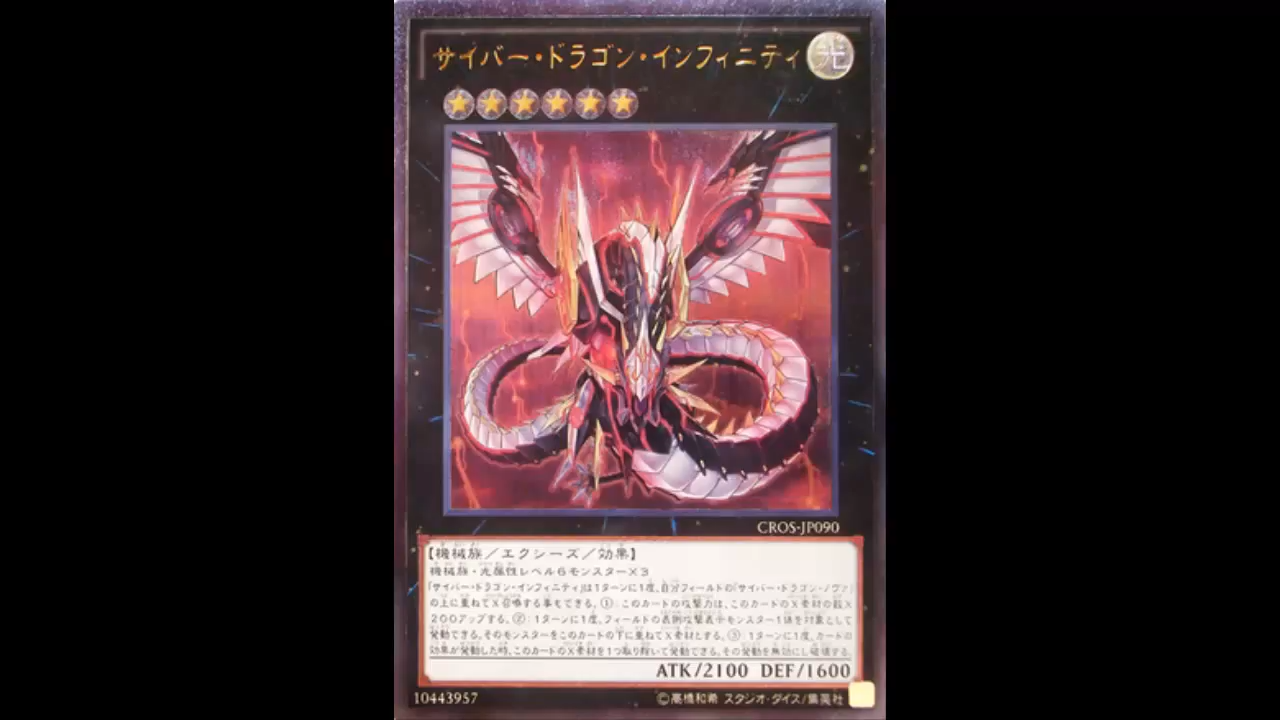 サイバー・ドラゴン・インフィニティ
光
CROS-JP090
【機械族/エクシーズ/効果】
機械族・光属性レベル6モンスター×3
「サイバー・ドラゴン・インフィニティ」は1ターンに1度、自分フィールドの「サイバー・ドラゴン・ノヴァ」
の上に重ねてX召喚する事もできる。①:このカードの攻撃力は、このカードのX素材の数×
200アップする。②:1ターンに1度、フィールドの表側攻撃表示モンスター1体を対象として
発動できる。そのモンスターをこのカードの下に重ねてX素材とする。③:1ターンに1度、カードの
効果が発動した時、このカードのX素材を1つ取り除いて発動できる。その発動を無効にし破壊する。
ATK/2100 DEF/1600
10443957
©高橋和希 スタジオ・ダイス/集英社